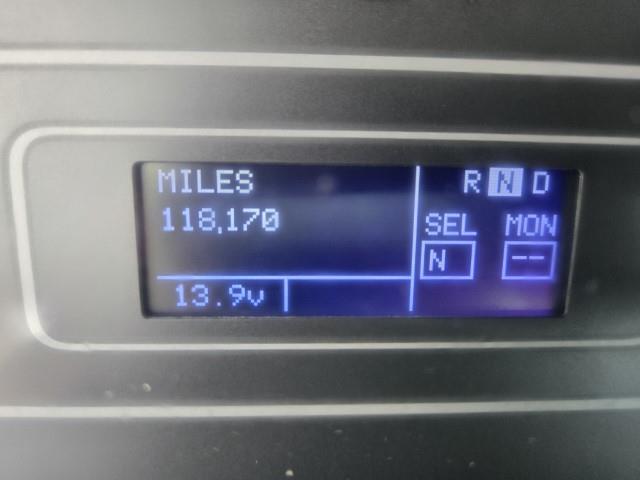 MILES
118,170
13.9v
R N D
SEL MON
N --